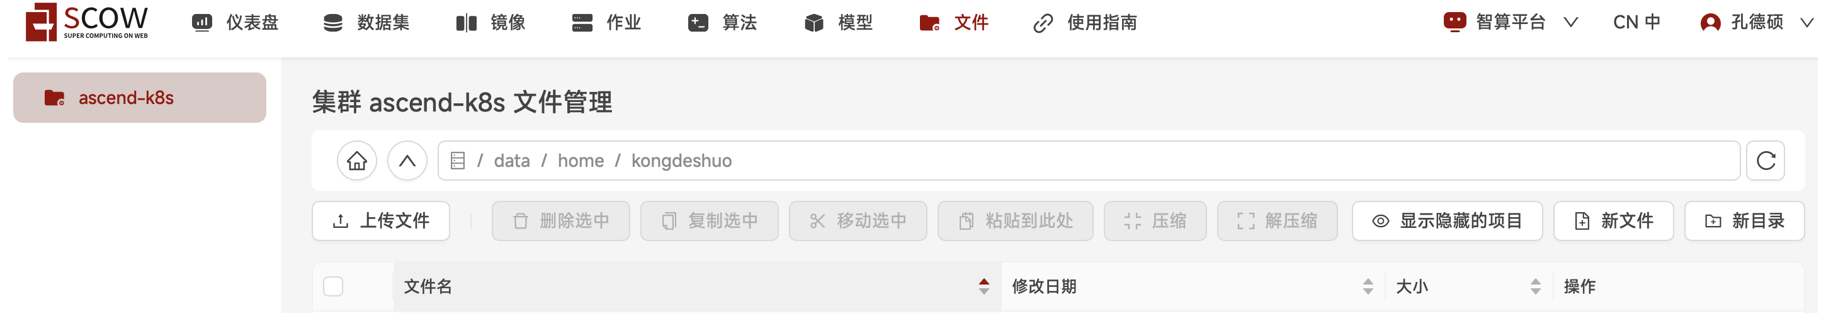 SCOW
SUPER COMPUTING ON WEB
仪表盘 数据集 镜像 作业 算法 模型 文件 使用指南 智算平台 CN 中 孔德硕
ascend-k8s
集群 ascend-k8s 文件管理
/ data / home / kongdeshuo
上传文件 删除选中 复制选中 移动选中 粘贴到此处 压缩 解压缩 显示隐藏的项目 新文件 新目录
文件名 修改日期 大小 操作